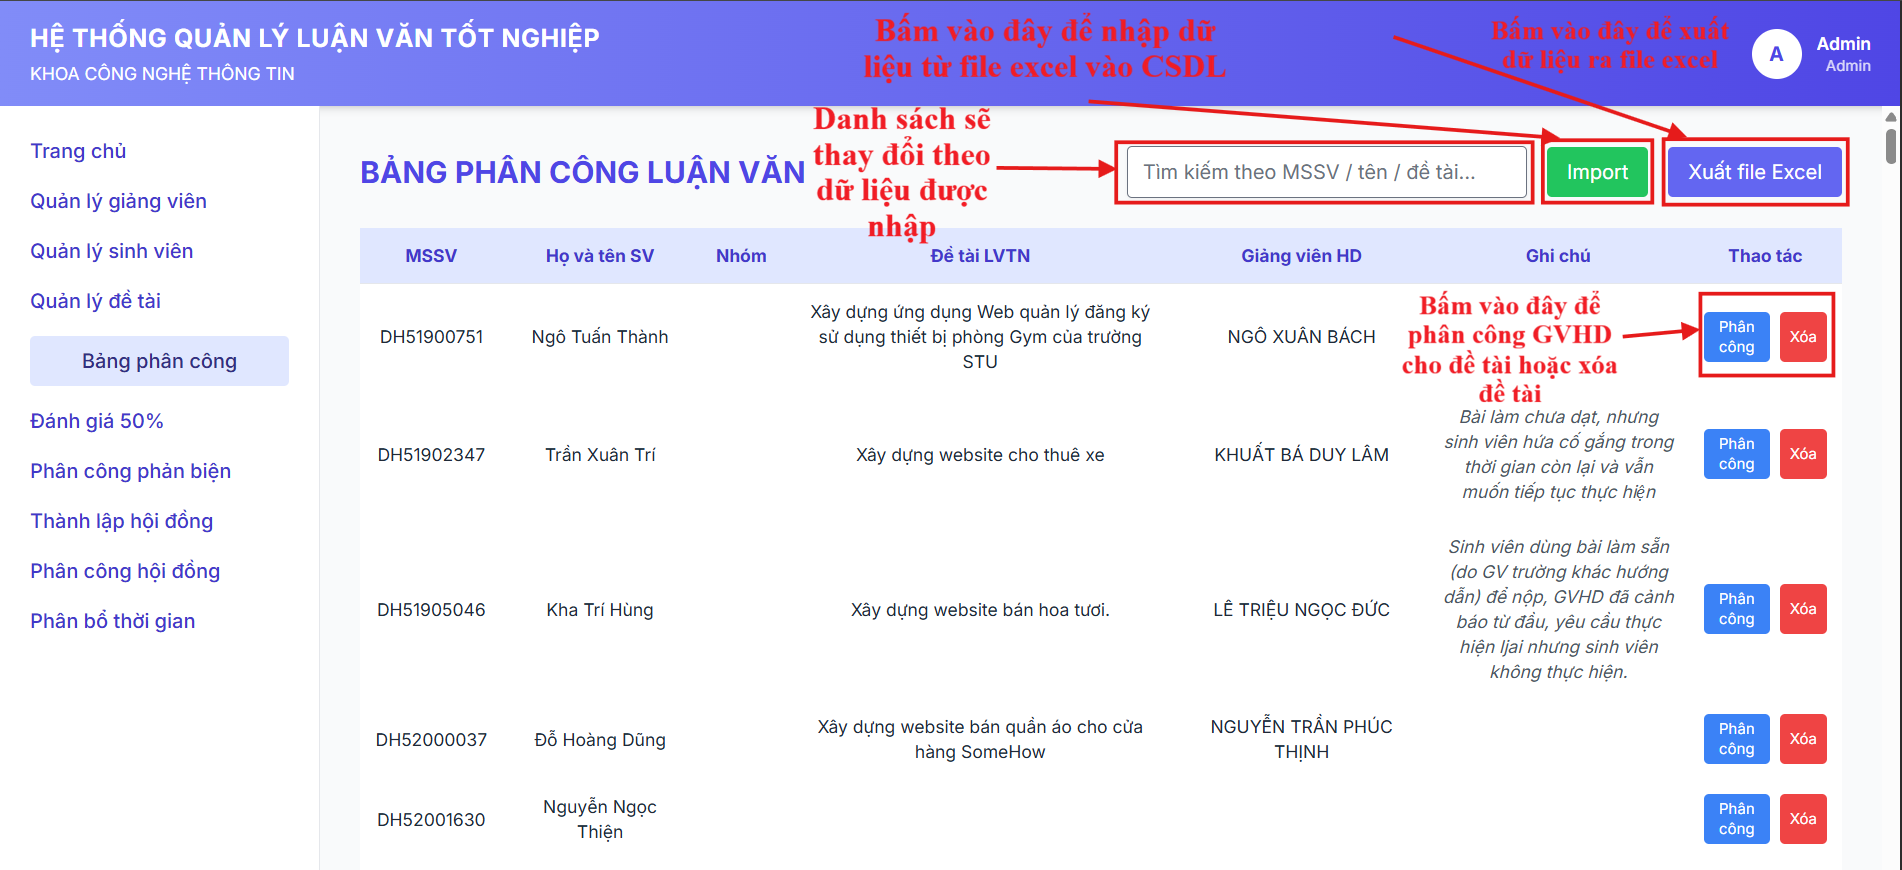 HỆ THỐNG QUẢN LÝ LUẬN VĂN TỐT NGHIỆP
KHOA CÔNG NGHỆ THÔNG TIN
Bấm vào đây để nhập dữ
liệu từ file excel vào CSDL
Bấm vào đây để xuất
dữ liệu ra file excel
A
Admin
Admin
Trang chủ
Quản lý giảng viên
Quản lý sinh viên
Quản lý đề tài
Bảng phân công
Đánh giá 50%
Phân công phản biện
Thành lập hội đồng
Phân công hội đồng
Phân bổ thời gian
BẢNG PHÂN CÔNG LUẬN VĂN
Danh sách sẽ
thay đổi theo
dữ liệu được
nhập
Tìm kiếm theo MSSV / tên / đề tài...
Import
Xuất file Excel
MSSV Họ và tên SV Nhóm Đề tài LVTN Giảng viên HD Ghi chú Thao tác
DH51900751
Ngô Tuấn Thành
Xây dựng ứng dụng Web quản lý đăng ký
sử dụng thiết bị phòng Gym của trường
STU
NGÔ XUÂN BÁCH
Bấm vào đây để
phân công GVHD
cho đề tài hoặc xóa
đề tài
Phân
công
Xóa
DH51902347
Trần Xuân Trí
Xây dựng website cho thuê xe
KHUẤT BÁ DUY LÂM
Bài làm chưa dạt, nhưng
sinh viên hứa cố gắng trong
thời gian còn lại và vẫn
muốn tiếp tục thực hiện
Phân
công
Xóa
DH51905046
Kha Trí Hùng
Xây dựng website bán hoa tươi.
LÊ TRIỆU NGỌC ĐỨC
Sinh viên dùng bài làm sẵn
(do GV trường khác hướng
dẫn) để nộp, GVHD đã cảnh
báo từ đầu, yêu cầu thực
hiện ljai nhưng sinh viên
không thực hiện.
Phân
công
Xóa
DH52000037
Đỗ Hoàng Dũng
Xây dựng website bán quần áo cho cửa
hàng SomeHow
NGUYỄN TRẦN PHÚC
THỊNH
Phân
công
Xóa
DH52001630
Nguyễn Ngọc
Thiện
Phân
công
Xóa